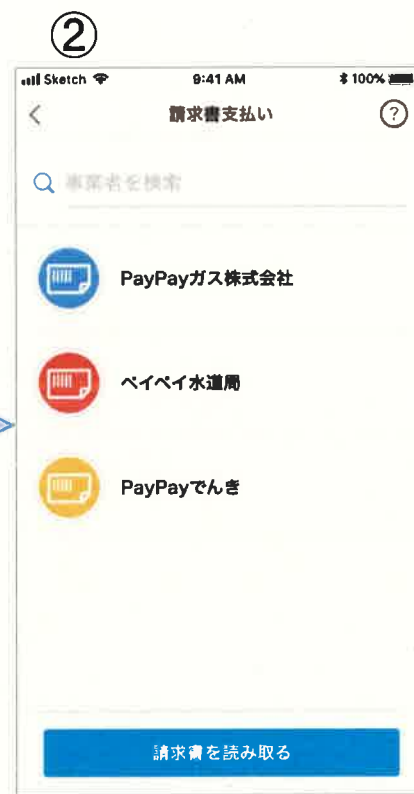 ②
Sketch 9:41 AM 100%
請求書支払い ?
事業者を検索
PayPayガス株式会社
ペイペイ水道局
PayPayでんき
請求書を読み取る